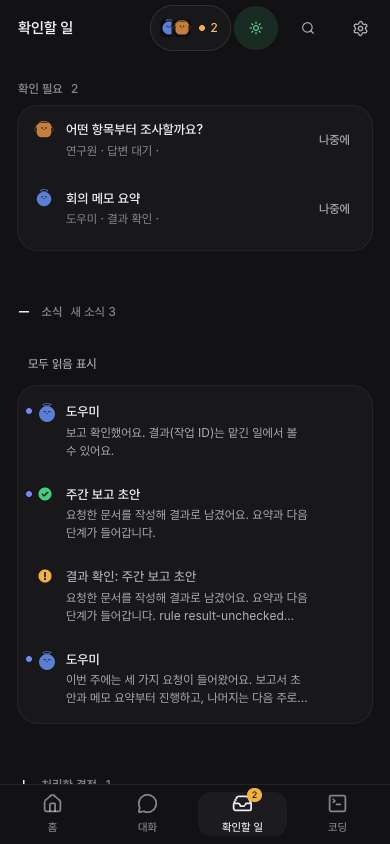 확인할 일
2
확인 필요 2
어떤 항목부터 조사할까요?
연구원 · 답변 대기 ·
나중에
회의 메모 요약
도우미 · 결과 확인 ·
나중에
소식 새 소식 3
모두 읽음 표시
도우미
보고 확인했어요. 결과(작업 ID)는 맡긴 일에서 볼
수 있어요.
주간 보고 초안
요청한 문서를 작성해 결과로 남겼어요. 요약과 다음
단계가 들어갑니다.
결과 확인: 주간 보고 초안
요청한 문서를 작성해 결과로 남겼어요. 요약과 다음
단계가 들어갑니다. rule result-unchecked...
도우미
이번 주에는 세 가지 요청이 들어왔어요. 보고서 초
안과 메모 요약부터 진행하고, 나머지는 다음 주로...
2
홈
대화
확인할 일
코딩